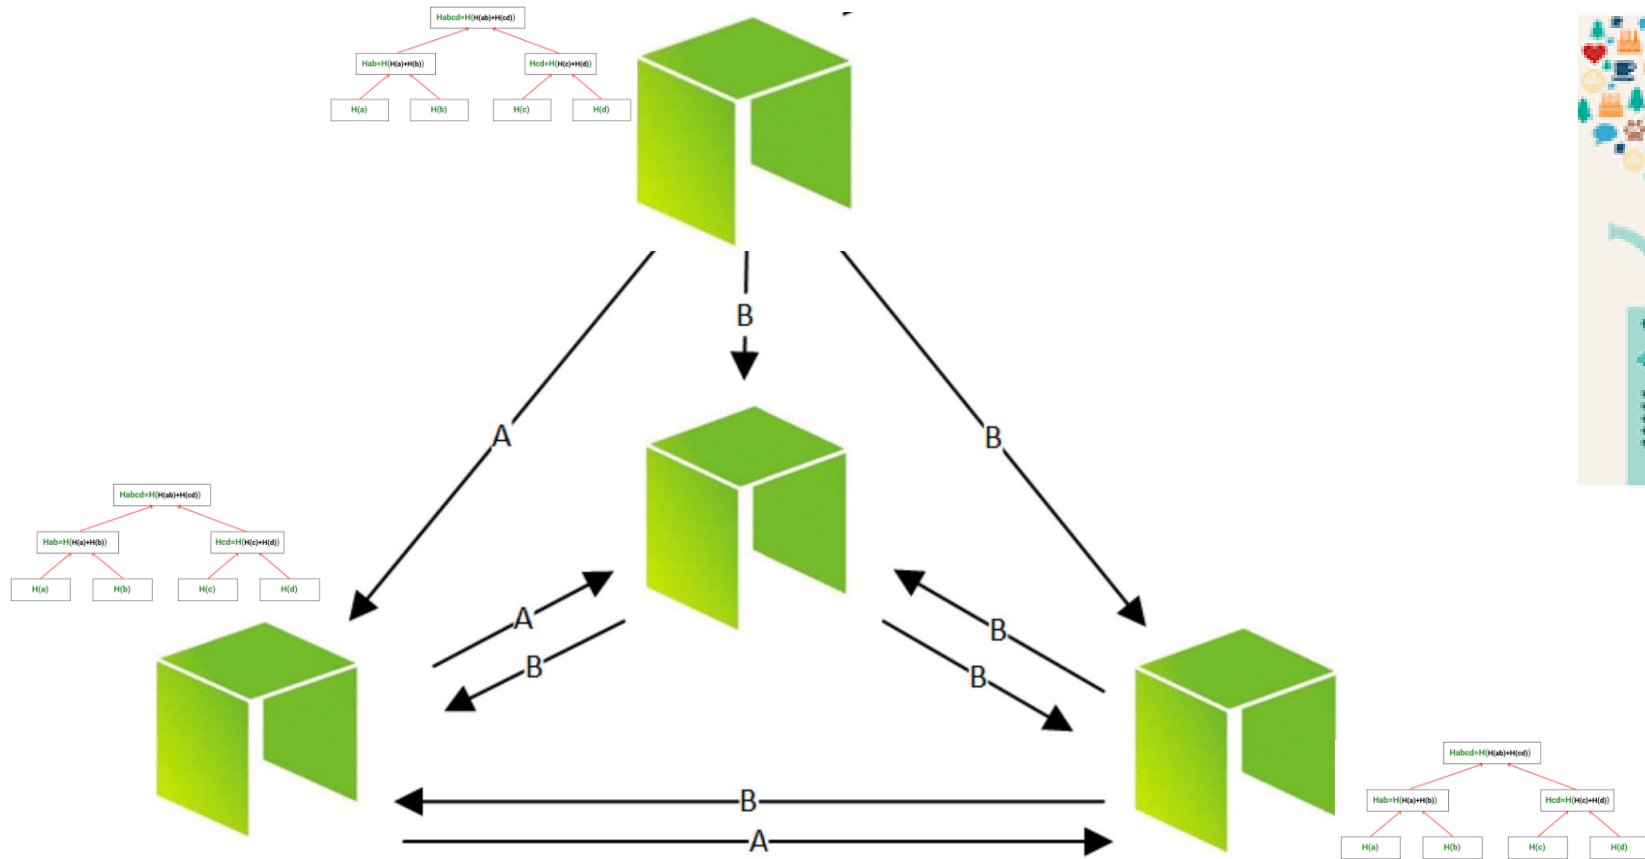 Habcd=H(H(ab)+H(cd))
Hab=H(H(a)+H(b))
Hcd=H(H(c)+H(d))
H(a)
H(b)
H(c)
H(d)
B
A
B
Habcd=H(H(ab)+H(cd))
Hab=H(H(a)+H(b))
Hcd=H(H(c)+H(d))
H(a)
H(b)
H(c)
H(d)
A
B
B
B
Habcd=H(H(ab)+H(cd))
Hab=H(H(a)+H(b))
Hcd=H(H(c)+H(d))
H(a)
H(b)
H(c)
H(d)
B
A